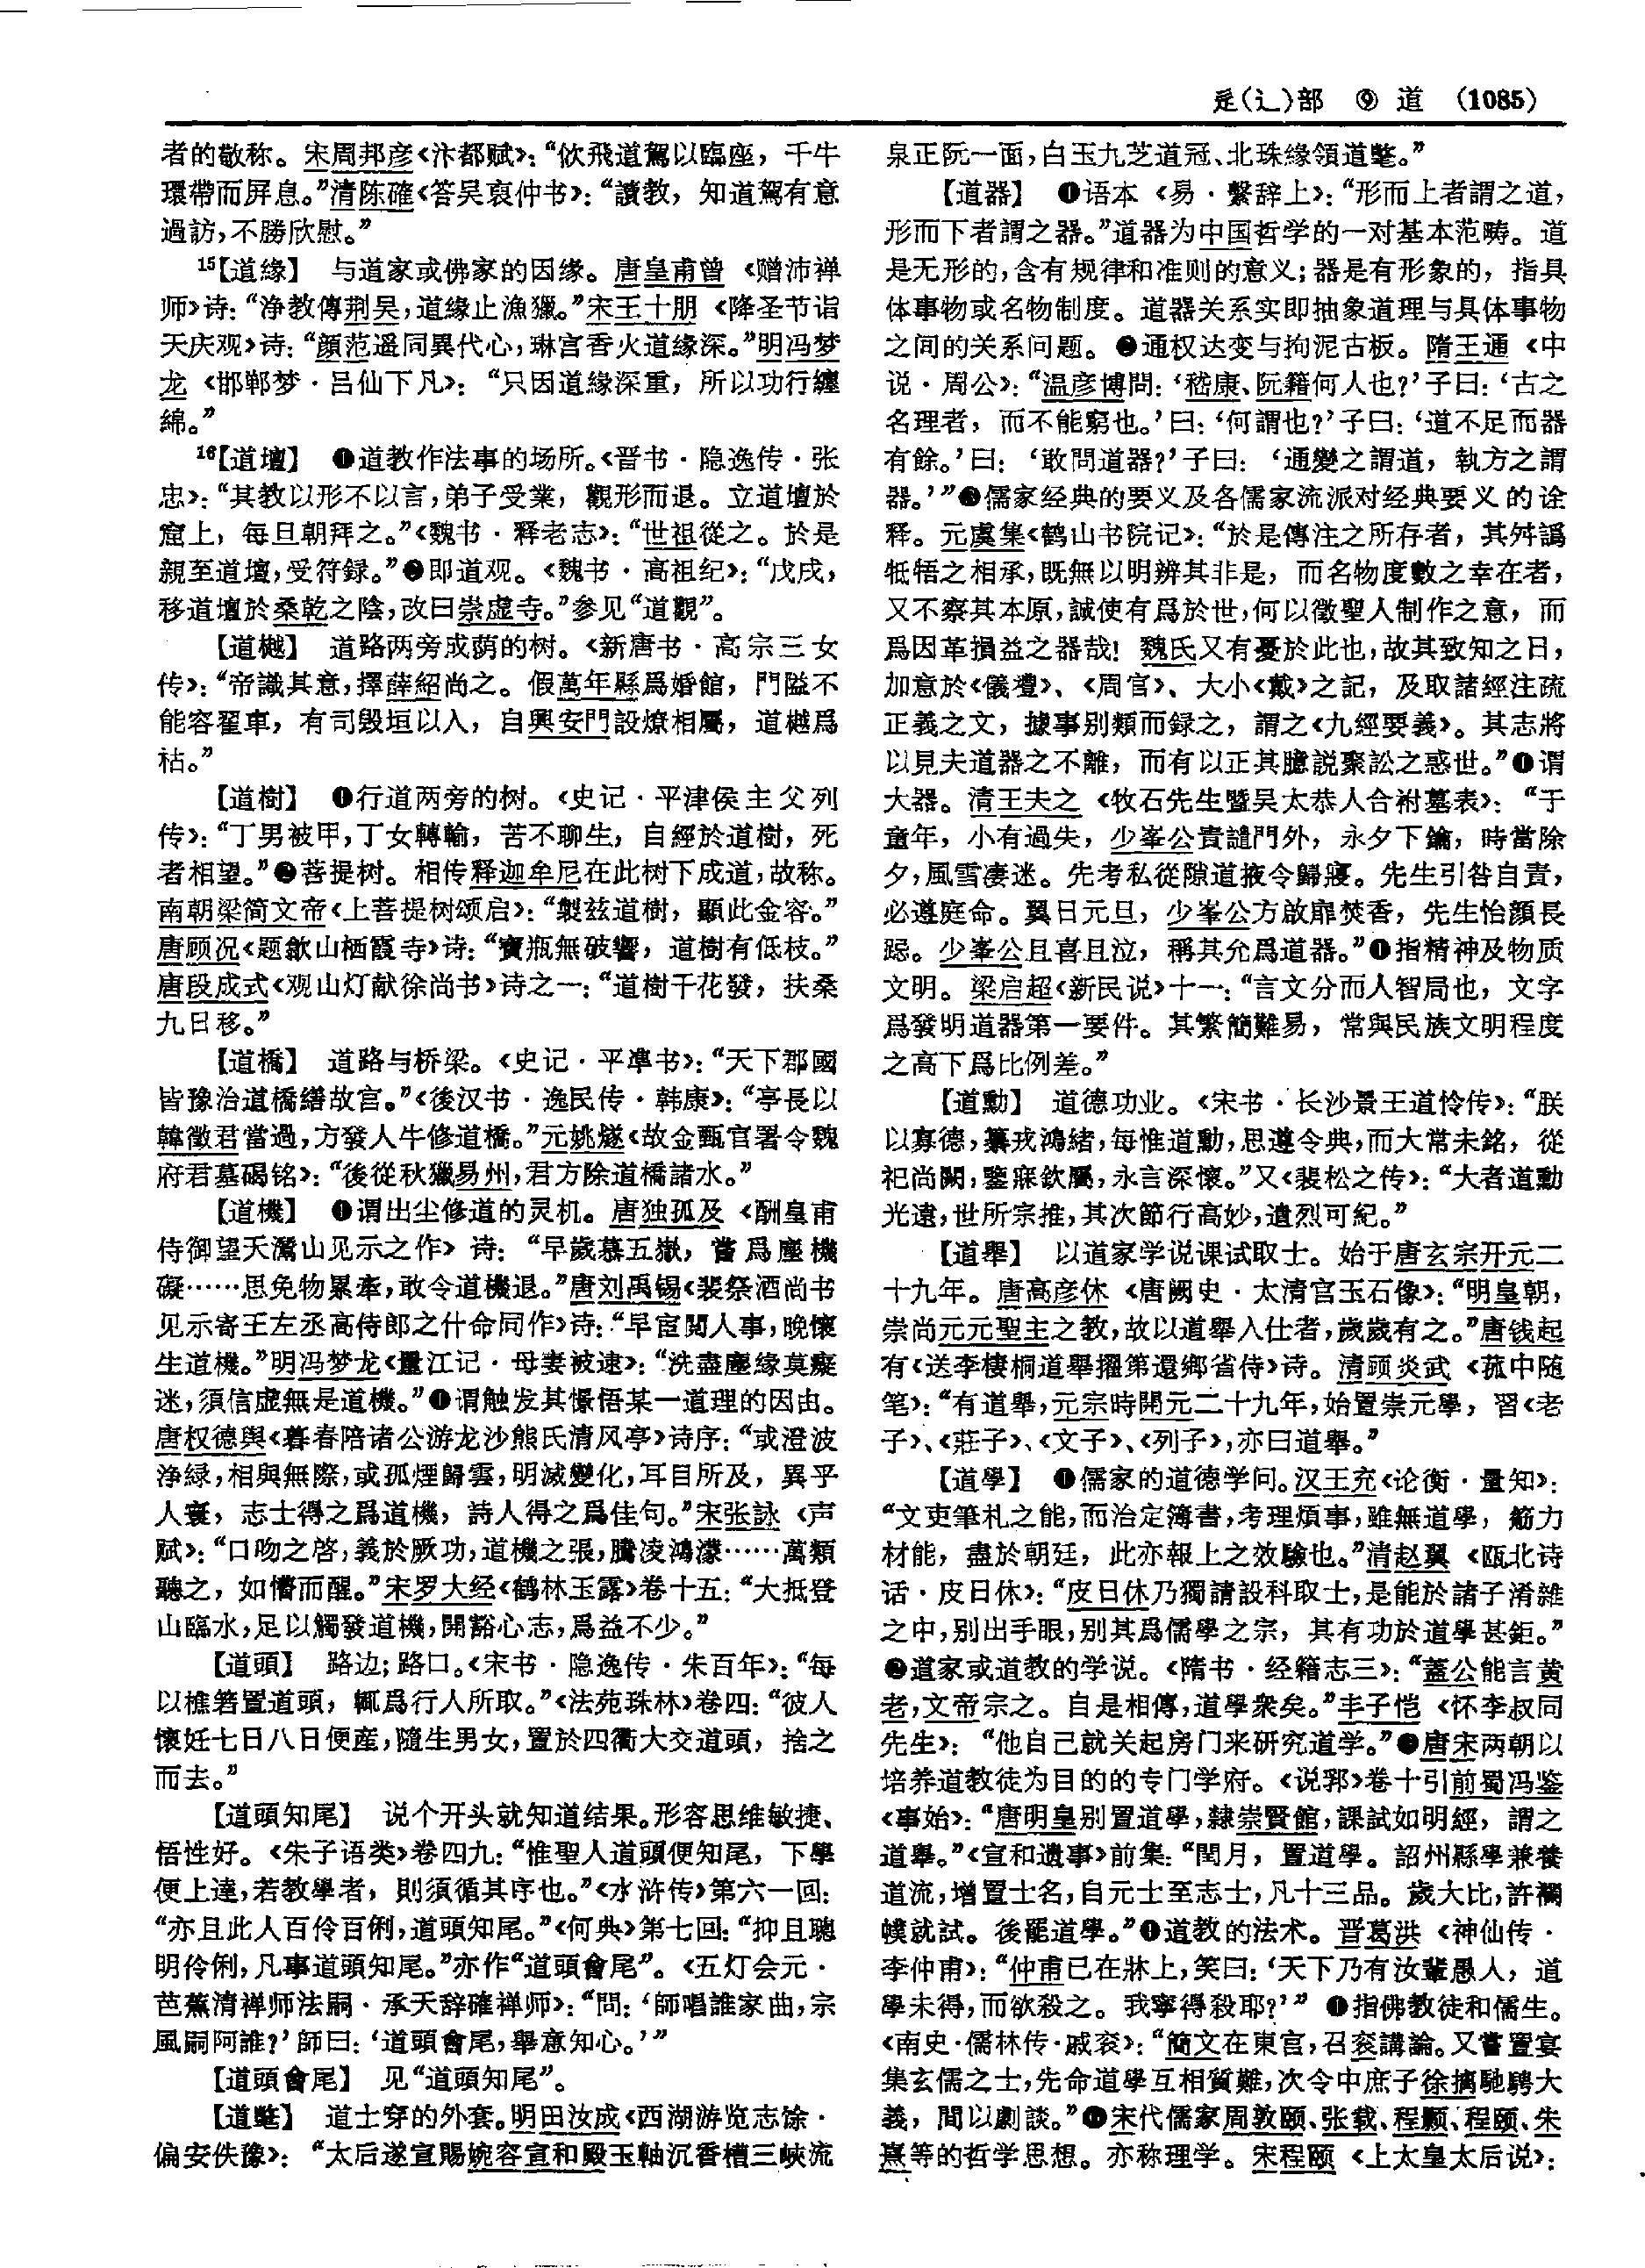 辵(辶)部 ⑨ 道 (1085)
者的敬称。宋周邦彦《汴都赋》：“佽飛道駕以臨座，千牛
環帶而屏息。”清陈確《答吴裒仲书》：“讀教，知道駕有意
過訪，不勝欣慰。”
15【道緣】 与道家或佛家的因缘。唐皇甫曾《赠沛禅
师》诗：“净教傳荆吴，道緣止漁獵。”宋王十朋《降圣节诣
天庆观》诗：“顔范遥同異代心，琳宫香火道緣深。”明冯梦
龙《邯郸梦·吕仙下凡》：“只因道緣深重，所以功行纏
綿。”
16【道壇】 ❶道教作法事的场所。《晋书·隐逸传·张
忠》：“其教以形不以言，弟子受業，觀形而退。立道壇於
窟上，每旦朝拜之。”《魏书·释老志》：“世祖從之。於是
親至道壇，受符録。”❷即道观。《魏书·高祖纪》：“戊戌，
移道壇於桑乾之陰，改曰崇虚寺。”参见“道觀”。
【道樾】 道路两旁成荫的树。《新唐书·高宗三女
传》：“帝識其意，擇薛紹尚之。假萬年縣爲婚館，門隘不
能容翟車，有司毁垣以入，自興安門設燎相屬，道樾爲
枯。”
【道樹】 ❶行道两旁的树。《史记·平津侯主父列
传》：“丁男被甲，丁女轉輸，苦不聊生，自經於道樹，死
者相望。”❷菩提树。相传释迦牟尼在此树下成道，故称。
南朝梁简文帝《上菩提树颂启》：“製兹道樹，顯此金容。”
唐顾况《题歙山栖霞寺》诗：“寶瓶無破響，道樹有低枝。”
唐段成式《观山灯献徐尚书》诗之一：“道樹千花發，扶桑
九日移。”
【道橋】 道路与桥梁。《史记·平準书》：“天下郡國
皆豫治道橋繕故宫。”《後汉书·逸民传·韩康》：“亭長以
韓徵君當過，方發人牛修道橋。”元姚燧《故金甄官署令魏
府君墓碣铭》：“後從秋獵易州，君方除道橋諸水。”
【道機】 ❶谓出尘修道的灵机。唐独孤及《酬皇甫
侍御望天灊山见示之作》诗：“早歲慕五嶽，嘗爲塵機
礙……思免物累牽，敢令道機退。”唐刘禹锡《裴祭酒尚书
见示寄王左丞高侍郎之什命同作》诗：“早宦閲人事，晚懷
生道機。”明冯梦龙《量江记·母妻被逮》：“洗盡塵缘莫癡
迷，須信虚無是道機。”❷谓触发其憬悟某一道理的因由。
唐权德舆《暮春陪诸公游龙沙熊氏清风亭》诗序：“或澄波
净緑，相與無際，或孤煙歸雲，明滅變化，耳目所及，異乎
人寰，志士得之爲道機，詩人得之爲佳句。”宋张詠《声
赋》：“口吻之啓，義於厥功，道機之張，騰凌鴻濛……萬類
聽之，如懵而醒。”宋罗大经《鹤林玉露》卷十五：“大抵登
山臨水，足以觸發道機，開豁心志，爲益不少。”
【道頭】 路边；路口。《宋书·隐逸传·朱百年》：“每
以樵箬置道頭，輒爲行人所取。”《法苑珠林》卷四：“彼人
懷妊七日八日便産，隨生男女，置於四衢大交道頭，捨之
而去。”
【道頭知尾】 说个开头就知道结果。形容思维敏捷、
悟性好。《朱子语类》卷四九：“惟聖人道頭便知尾，下學
便上達，若教學者，則須循其序也。”《水浒传》第六一回：
“亦且此人百伶百俐，道頭知尾。”《何典》第七回：“抑且聰
明伶俐，凡事道頭知尾。”亦作“道頭會尾”。《五灯会元·
芭蕉清禅师法嗣·承天辞確禅师》：“問：‘師唱誰家曲，宗
風嗣阿誰？’師曰：‘道頭會尾，舉意知心。’”
【道頭會尾】 见“道頭知尾”。
【道氅】 道士穿的外套。明田汝成《西湖游览志馀·
偏安佚豫》：“太后遂宣賜婉容宣和殿玉軸沉香槽三峽流
泉正阮一面，白玉九芝道冠、北珠緣領道氅。”
【道器】 ❶语本《易·繫辞上》：“形而上者謂之道，
形而下者謂之器。”道器为中国哲学的一对基本范畴。道
是无形的，含有规律和准则的意义；器是有形象的，指具
体事物或名物制度。道器关系实即抽象道理与具体事物
之间的关系问题。❷通权达变与拘泥古板。隋王通《中
说·周公》：“温彦博問：‘嵇康、阮籍何人也？’子曰：‘古之
名理者，而不能窮也。’曰：‘何謂也？’子曰：‘道不足而器
有餘。’曰：‘敢問道器？’子曰：‘通變之謂道，執方之謂
器。’”❸儒家经典的要义及各儒家流派对经典要义的诠
释。元虞集《鹤山书院记》：“於是傳注之所存者，其舛譌
牴牾之相承，既無以明辨其非是，而名物度數之幸在者，
又不察其本原，誠使有爲於世，何以徵聖人制作之意，而
爲因革損益之器哉！魏氏又有憂於此也，故其致知之日，
加意於《儀禮》、《周官》、大小《戴》之記，及取諸經注疏
正義之文，據事别類而録之，謂之《九經要義》。其志將
以見夫道器之不離，而有以正其臆説聚訟之惑世。”❹谓
大器。清王夫之《牧石先生暨吴太恭人合祔墓表》：“于
童年，小有過失，少峯公責譴門外，永夕下鑰，時當除
夕，風雪凄迷。先考私從隙道掖令歸寢。先生引咎自責，
必遵庭命。翼日元旦，少峯公方啟扉焚香，先生怡顔長
跽。少峯公且喜且泣，稱其允爲道器。”❺指精神及物质
文明。梁启超《新民说》十一：“言文分而人智局也，文字
爲發明道器第一要件。其繁簡難易，常與民族文明程度
之高下爲比例差。”
【道勳】 道德功业。《宋书·长沙景王道怜传》：“朕
以寡德，纂戎鴻緒，每惟道勳，思遵令典，而大常未銘，從
祀尚闕，鑒寐欽屬，永言深懷。”又《裴松之传》：“大者道勳
光遠，世所宗推，其次節行高妙，遺烈可紀。”
【道舉】 以道家学说课试取士。始于唐玄宗开元二
十九年。唐高彦休《唐阙史·太清宫玉石像》：“明皇朝，
崇尚元元聖主之教，故以道舉入仕者，歲歲有之。”唐钱起
有《送李棲桐道舉擢第還鄉省侍》诗。清顾炎武《菰中随
笔》：“有道舉，元宗時開元二十九年，始置崇元學，習《老
子》、《莊子》、《文子》、《列子》，亦曰道舉。”
【道學】 ❶儒家的道德学问。汉王充《论衡·量知》：
“文吏筆札之能，而治定簿書，考理煩事，雖無道學，筋力
材能，盡於朝廷，此亦報上之效驗也。”清赵翼《瓯北诗
话·皮日休》：“皮日休乃獨請設科取士，是能於諸子淆雜
之中，别出手眼，别其爲儒學之宗，其有功於道學甚鉅。”
❷道家或道教的学说。《隋书·经籍志三》：“蓋公能言黄
老，文帝宗之。自是相傳，道學衆矣。”丰子恺《怀李叔同
先生》：“他自己就关起房门来研究道学。”❸唐宋两朝以
培养道教徒为目的的专门学府。《说郛》卷十引前蜀冯鉴
《事始》：“唐明皇别置道學，隸崇賢館，課試如明經，謂之
道舉。”《宣和遗事》前集：“閏月，置道學。詔州縣學兼養
道流，增置士名，自元士至志士，凡十三品。歲大比，許襴
幞就試。後罷道學。”❹道教的法术。晋葛洪《神仙传·
李仲甫》：“仲甫已在牀上，笑曰：‘天下乃有汝輩愚人，道
學未得，而欲殺之。我寧得殺耶？’” ❺指佛教徒和儒生。
《南史·儒林传·戚衮》：“簡文在東宫，召衮講論。又嘗置宴
集玄儒之士，先命道學互相質難，次令中庶子徐摛馳騁大
義，間以劇談。”❻宋代儒家周敦颐、张载、程颢、程颐、朱
熹等的哲学思想。亦称理学。宋程颐《上太皇太后说》：